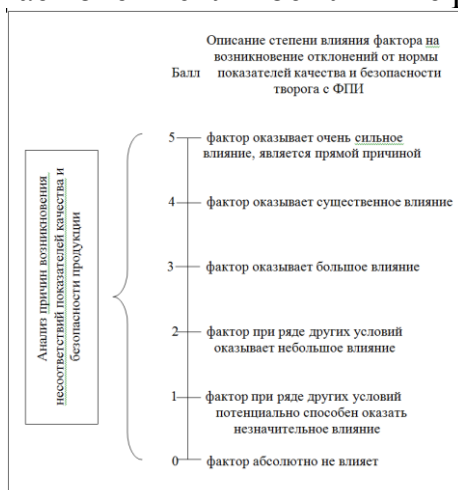 Описание степени влияния фактора на
возникновение отклонений от нормы
Балл показателей качества и безопасности
творога с ФПИ
Анализ причин возникновения
несоответствий показателей качества и
безопасности продукции
5 фактор оказывает очень сильное
влияние, является прямой причиной
4 фактор оказывает существенное влияние
3 фактор оказывает большое влияние
2 фактор при ряде других условий
оказывает небольшое влияние
1 фактор при ряде других условий
потенциально способен оказать
незначительное влияние
0 фактор абсолютно не влияет